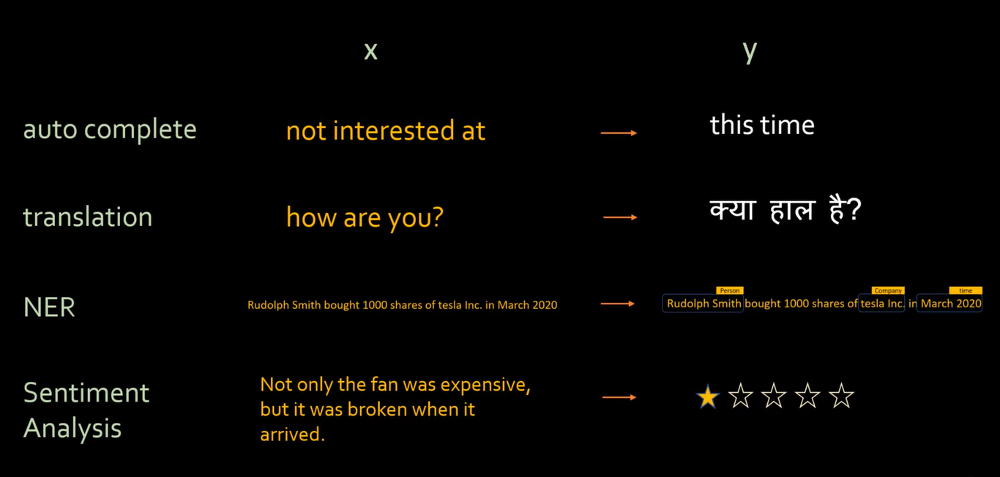 x y
auto complete not interested at this time
translation how are you? क्या हाल है?
Person Company time
NER Rudolph Smith bought 1000 shares of tesla Inc. in March 2020 Rudolph Smith bought 1000 shares of tesla Inc. in March 2020
Sentiment
Analysis
Not only the fan was expensive,
but it was broken when it
arrived.